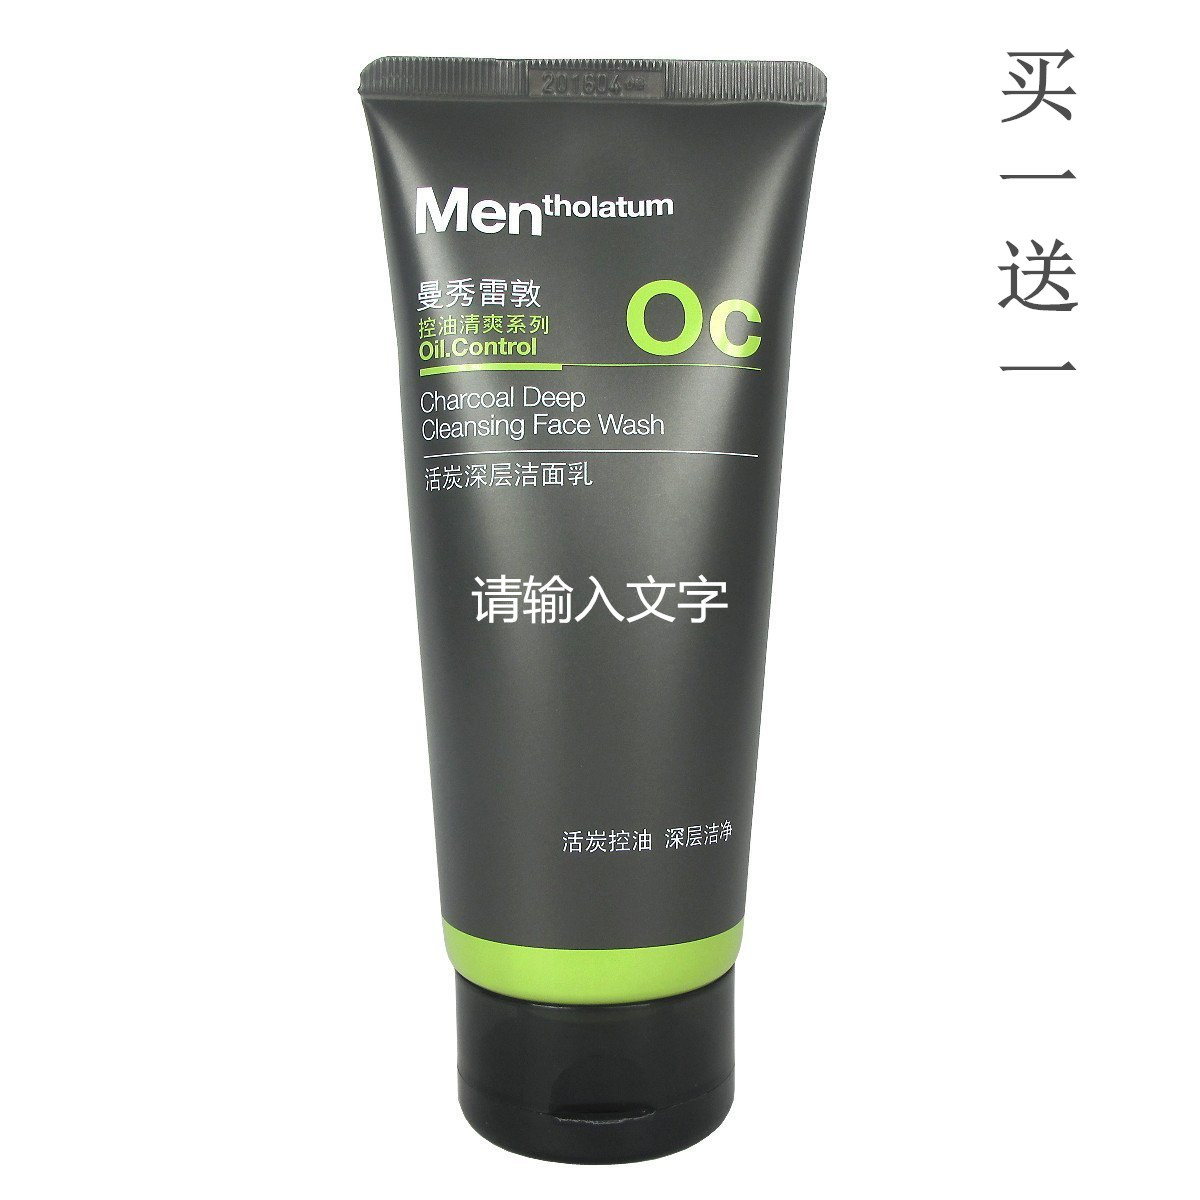 201604
Mentholatum
曼秀雷敦
控油清爽系列
Oil.Control
Oc
Charcoal Deep
Cleansing Face Wash
活炭深层洁面乳
请输入文字
活炭控油 深层洁净
买一送一